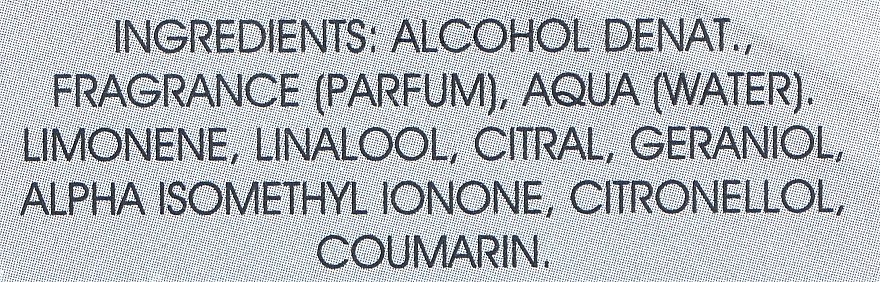 INGREDIENTS: ALCOHOL DENAT.,
FRAGRANCE (PARFUM), AQUA (WATER).
LIMONENE, LINALOOL, CITRAL, GERANIOL,
ALPHA ISOMETHYL IONONE, CITRONELLOL,
COUMARIN.